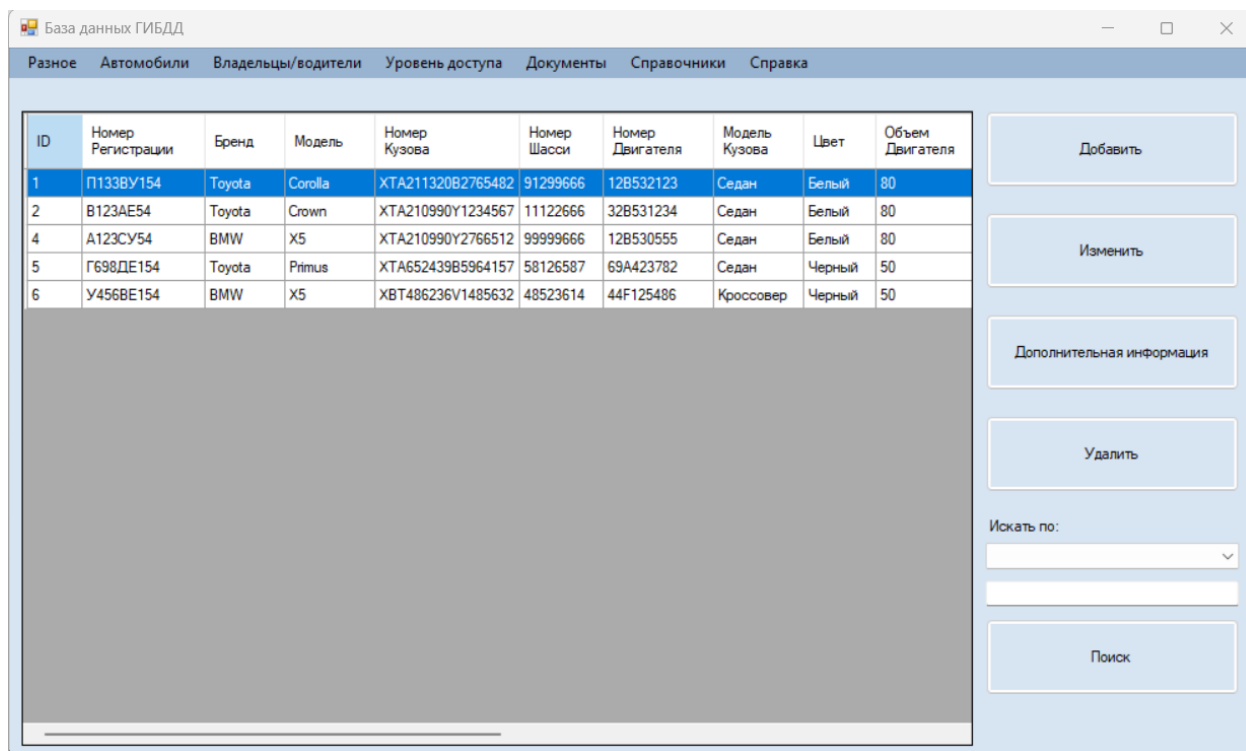 База данных ГИБДД
Разное Автомобили Владельцы/водители Уровень доступа Документы Справочники Справка
ID Номер Регистрации Бренд Модель Номер Кузова Номер Шасси Номер Двигателя Модель Кузова Цвет Объем Двигателя
1 П133ВУ154 Toyota Corolla XTA211320B2765482 91299666 12B532123 Седан Белый 80
2 В123АЕ54 Toyota Crown XTA210990Y1234567 11122666 32B531234 Седан Белый 80
4 А123СУ54 BMW X5 XTA210990Y2766512 99999666 12B530555 Седан Белый 80
5 Г698ДЕ154 Toyota Primus XTA652439B5964157 58126587 69A423782 Седан Черный 50
6 У456ВЕ154 BMW X5 XBT486236V1485632 48523614 44F125486 Кроссовер Черный 50
Добавить
Изменить
Дополнительная информация
Удалить
Искать по:
Поиск